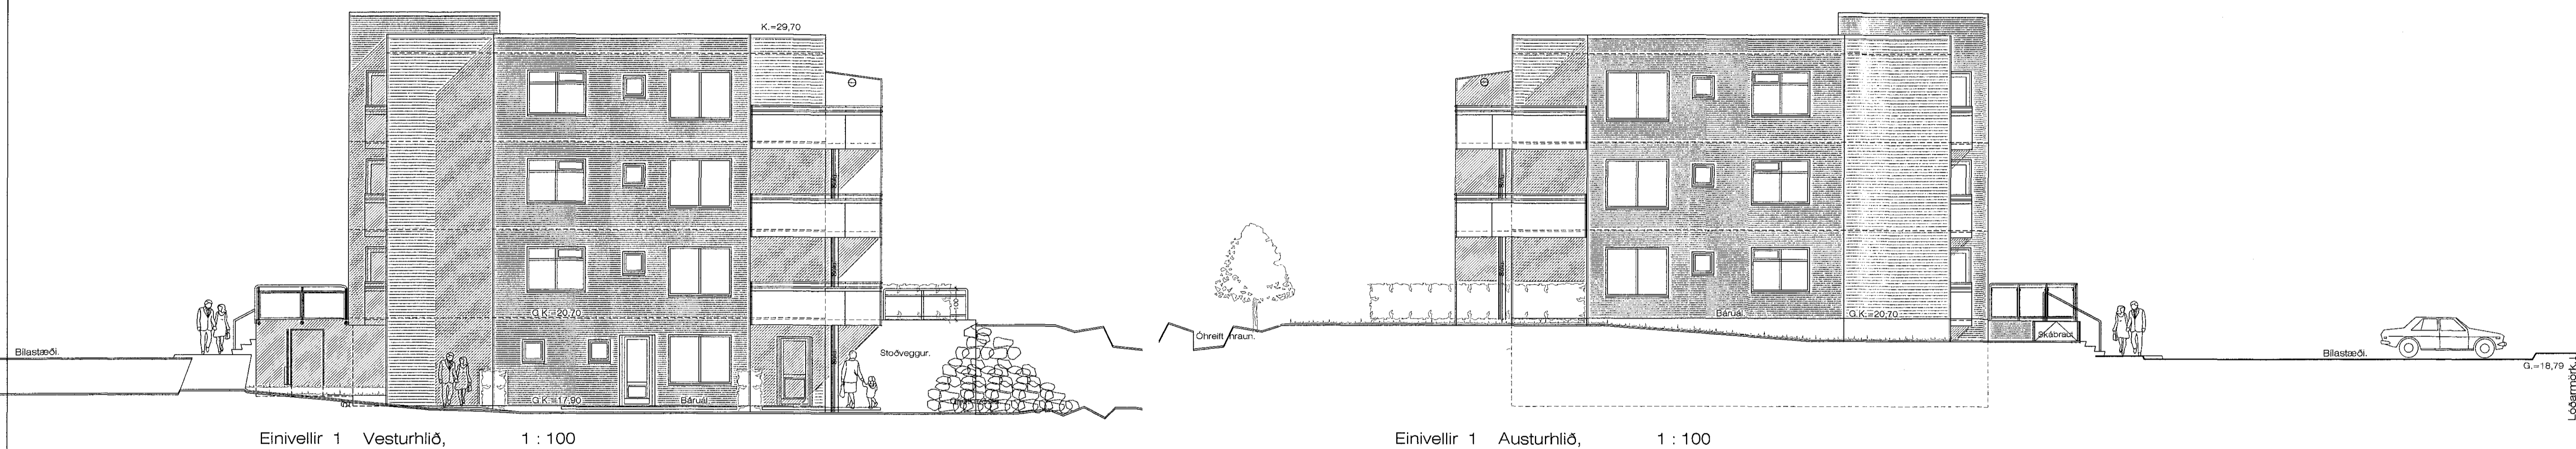 K.=29,70
G.K.=20,70
Bílastæði.
Stoðveggur.
G.K.=17,90
Bárual.
Einivellir 1 Vesturhlið, 1 : 100
Bárual.
G.K.=20,70
Óhreift hraun.
Skábraut
Bílastæði.
G.=18,79
Lóðarmörk.
Einivellir 1 Austurhlið, 1 : 100